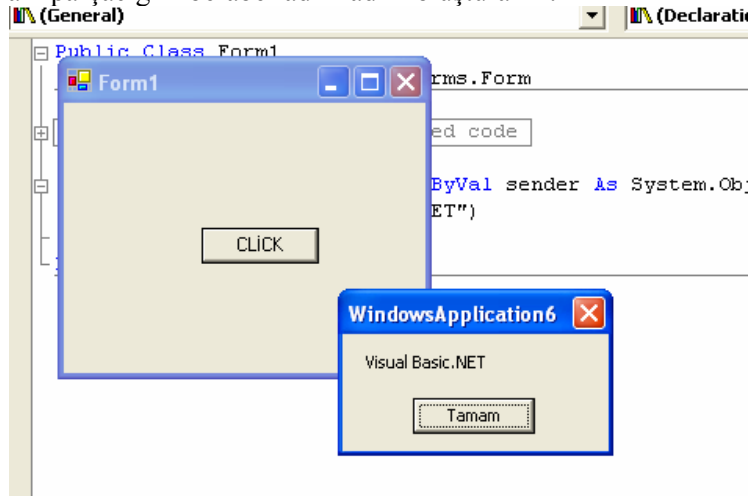 (General)
(Declaratio
Public Class Form1
Form1
rms.Form
ed code
ByVal sender As System.Obj
ET")
CLİCK
WindowsApplication6
Visual Basic.NET
Tamam